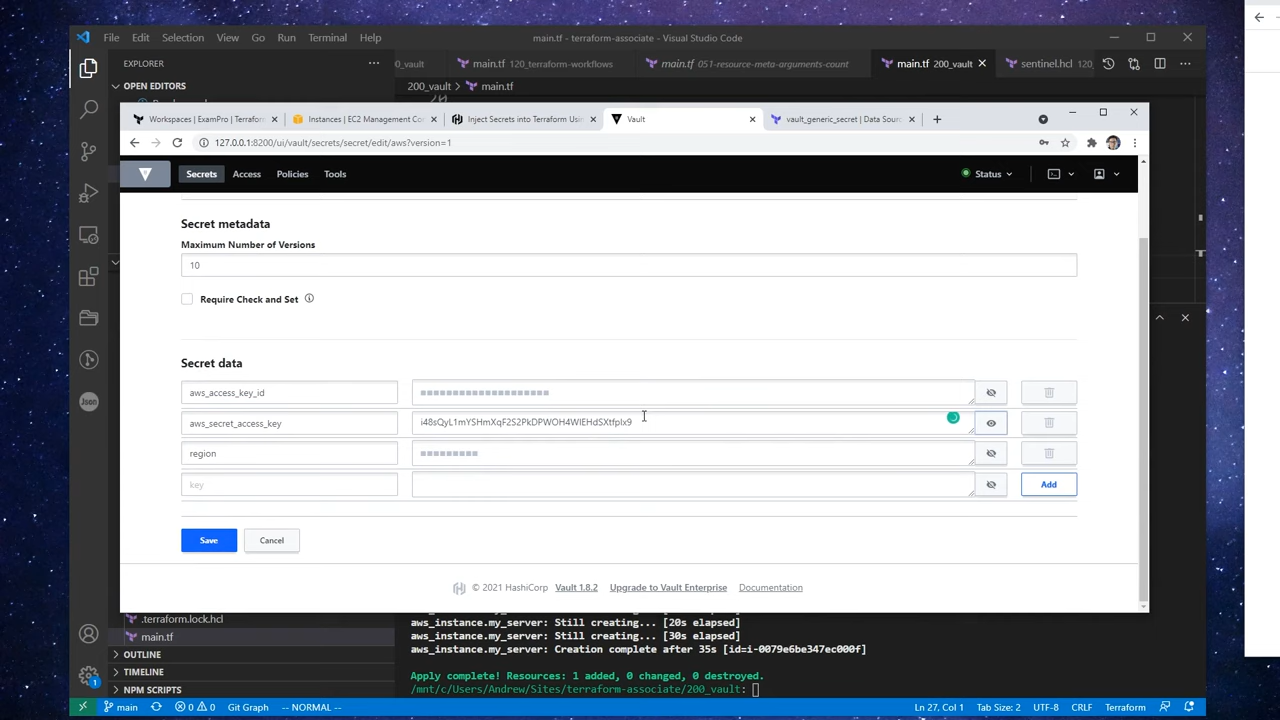 File Edit Selection View Go Run Terminal Help
main.tf - terraform-associate - Visual Studio Code
EXPLORER
0_vault main.tf 120_terraform-workflows main.tf 051-resource-meta-arguments-count main.tf 200_vault sentinel.hcl 120_
OPEN EDITORS
200_vault > main.tf
Workspaces | ExamPro | Terraform
Instances | EC2 Management Con
Inject Secrets into Terraform Usin
Vault
vault_generic_secret | Data Sourc
127.0.0.1:8200/ui/vault/secrets/secret/edit/aws?version=1
Secrets Access Policies Tools Status
Secret metadata
Maximum Number of Versions
10
Require Check and Set
Secret data
aws_access_key_id
aws_secret_access_key i48sQyL1mYSHmXqF2S2PkDPWOH4WIEHdSXtfpIx9
region
key Add
Save Cancel
© 2021 HashiCorp Vault 1.8.2 Upgrade to Vault Enterprise Documentation
.terraform.lock.hcl
main.tf
OUTLINE
TIMELINE
NPM SCRIPTS
aws_instance.my_server: Still creating... [20s elapsed]
aws_instance.my_server: Still creating... [30s elapsed]
aws_instance.my_server: Creation complete after 35s [id=i-0079e6be347ec000f]
Apply complete! Resources: 1 added, 0 changed, 0 destroyed.
/mnt/c/Users/Andrew/Sites/terraform-associate/200_vault:
Json
1
main 0 0 Git Graph -- NORMAL -- Ln 27, Col 1 Tab Size: 2 UTF-8 CRLF Terraform